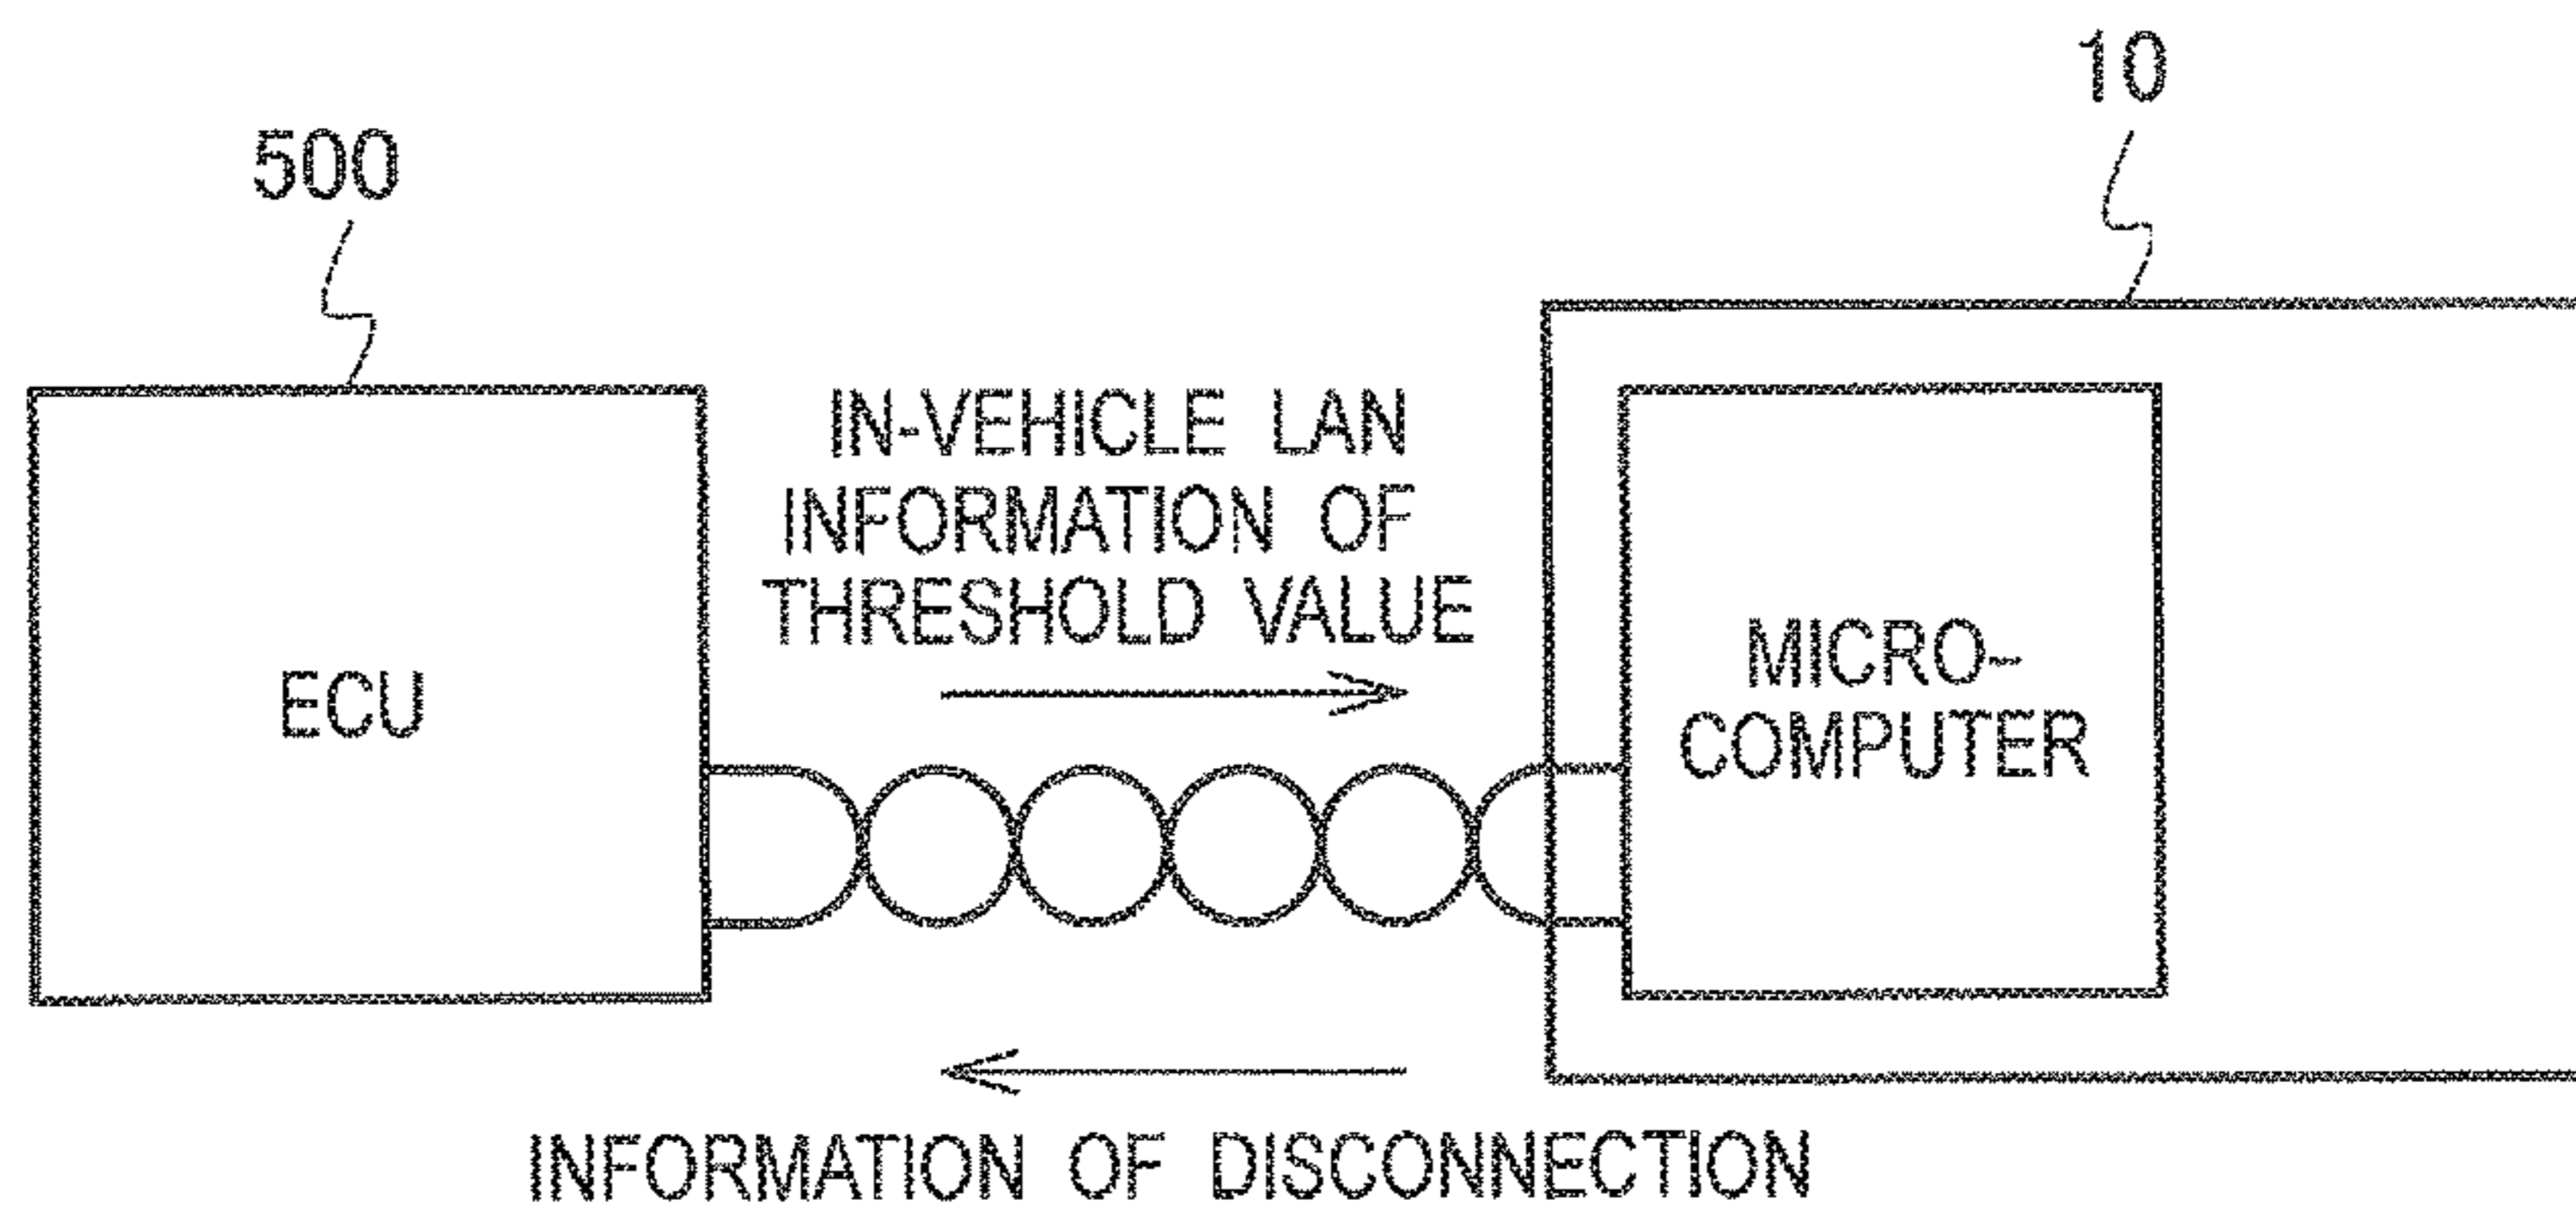 10
500
IN-VEHICLE LAN
INFORMATION OF
THRESHOLD VALUE
ECU
MICRO-
COMPUTER
INFORMATION OF DISCONNECTION